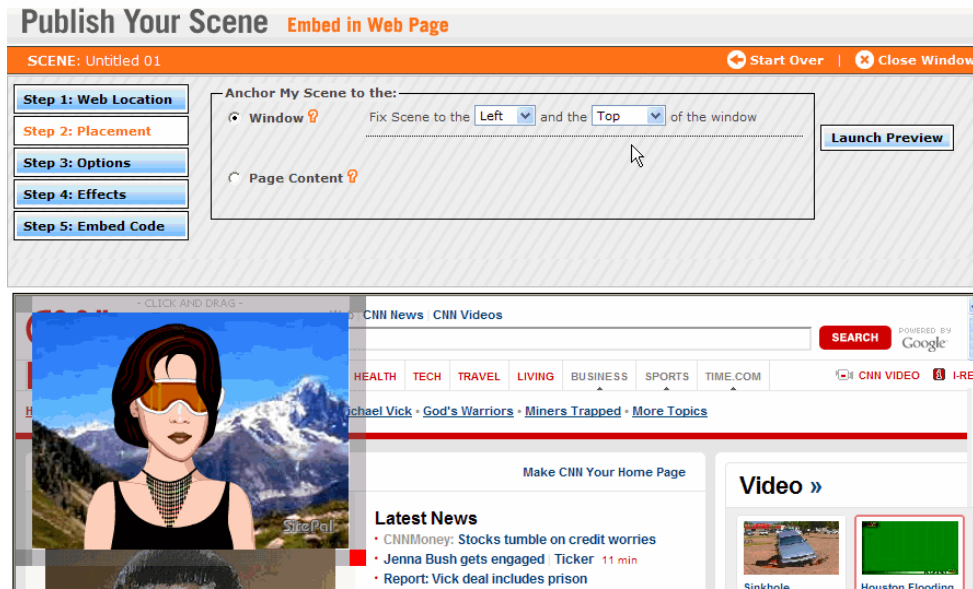 Publish Your Scene Embed in Web Page
SCENE: Untitled 01 Start Over | Close Window
Step 1: Web Location
Step 2: Placement
Step 3: Options
Step 4: Effects
Step 5: Embed Code
Anchor My Scene to the:
Window ? Fix Scene to the Left and the Top of the window
Page Content ?
Launch Preview
- CLICK AND DRAG -
CNN News | CNN Videos
SEARCH
POWERED BY
Google
HEALTH TECH TRAVEL LIVING BUSINESS SPORTS TIME.COM CNN VIDEO I-RE
chael Vick • God's Warriors • Miners Trapped • More Topics
Make CNN Your Home Page
Video »
SitePal
Latest News
• CNNMoney: Stocks tumble on credit worries
• Jenna Bush gets engaged | Ticker 11 min
• Report: Vick deal includes prison
Sinkhole
Houston Flooding